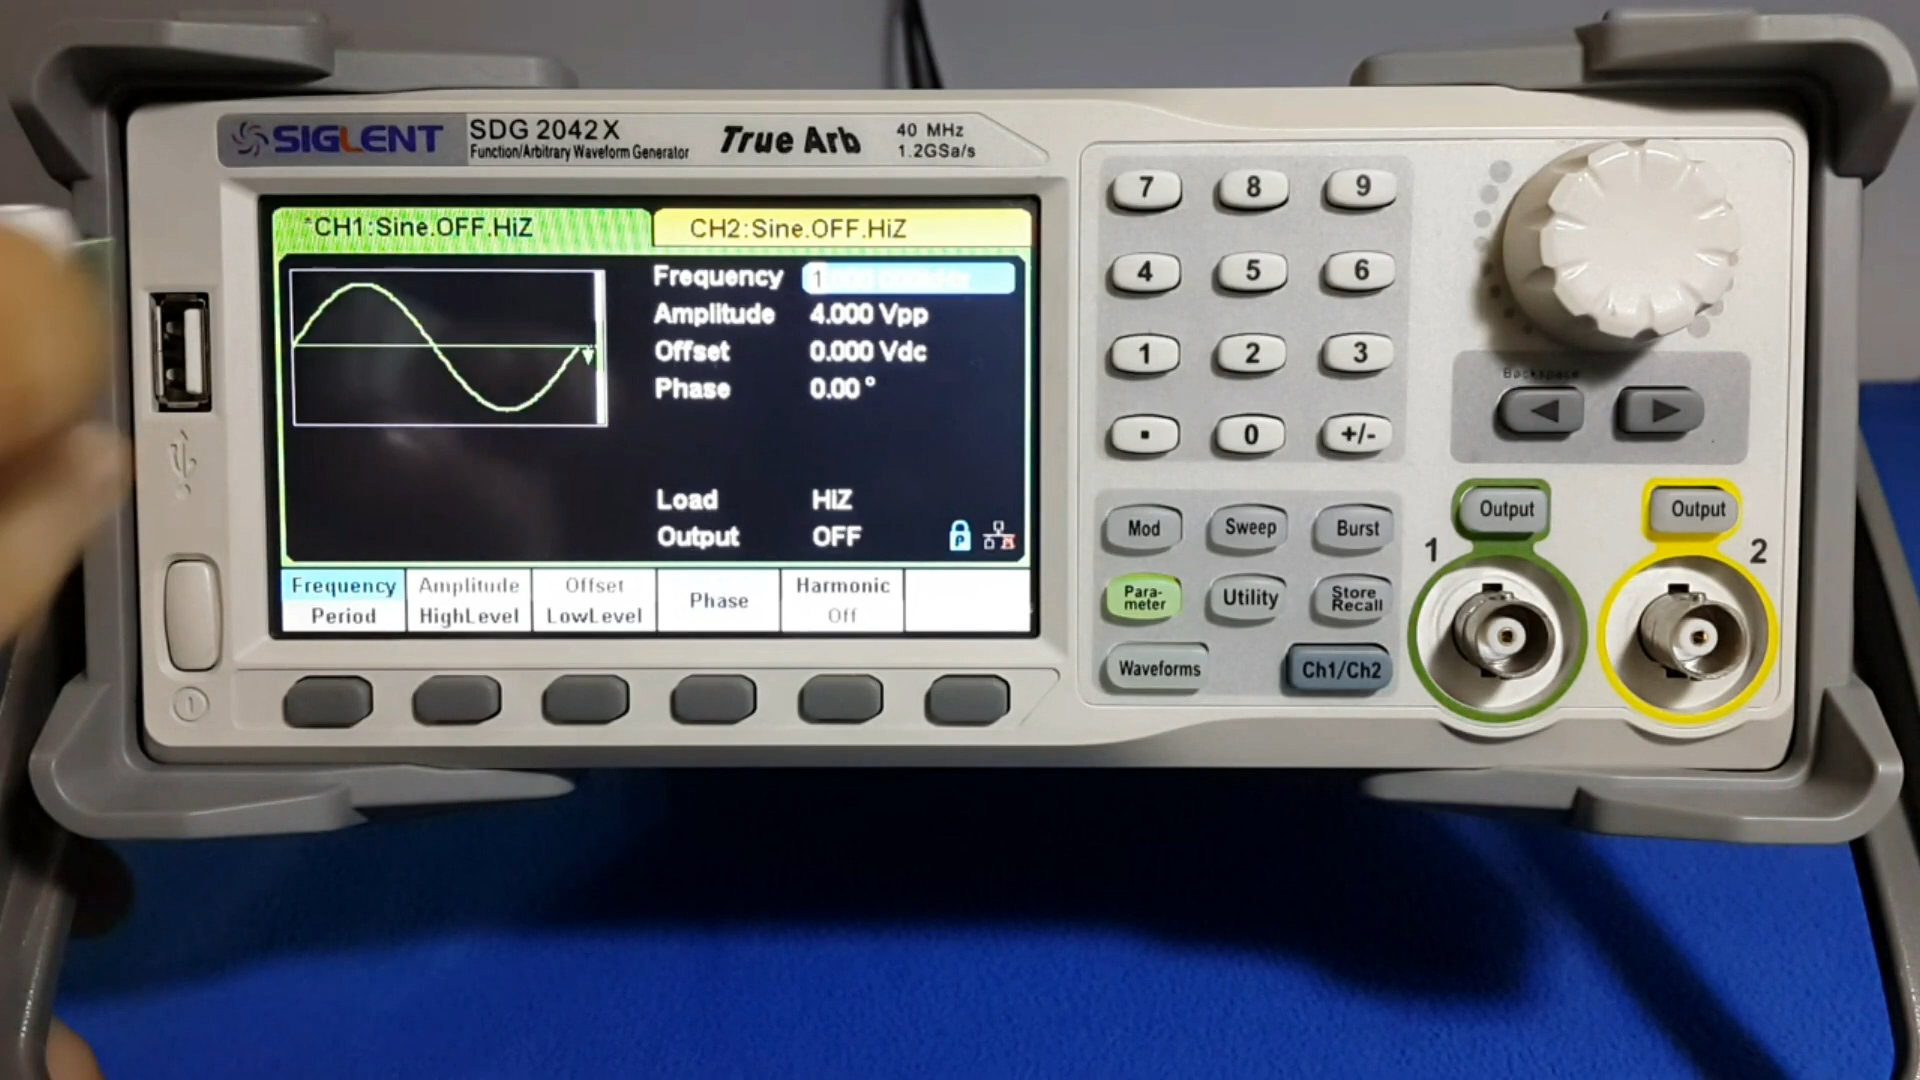 SIGLENT
SDG 2042X
Function/Arbitrary Waveform Generator
True Arb
40 MHz
1.2GSa/s
*CH1:Sine.OFF.HiZ
CH2:Sine.OFF.HiZ
Frequency
Amplitude 4.000 Vpp
Offset 0.000 Vdc
Phase 0.00 °
Load HiZ
Output OFF
P
Frequency
Period
Amplitude
HighLevel
Offset
LowLevel
Phase
Harmonic
Off
7 8 9
4 5 6
1 2 3
. 0 +/-
Backspace
Mod Sweep Burst
Para-
meter
Utility
Store
Recall
Waveforms
Ch1/Ch2
Output
Output
1
2